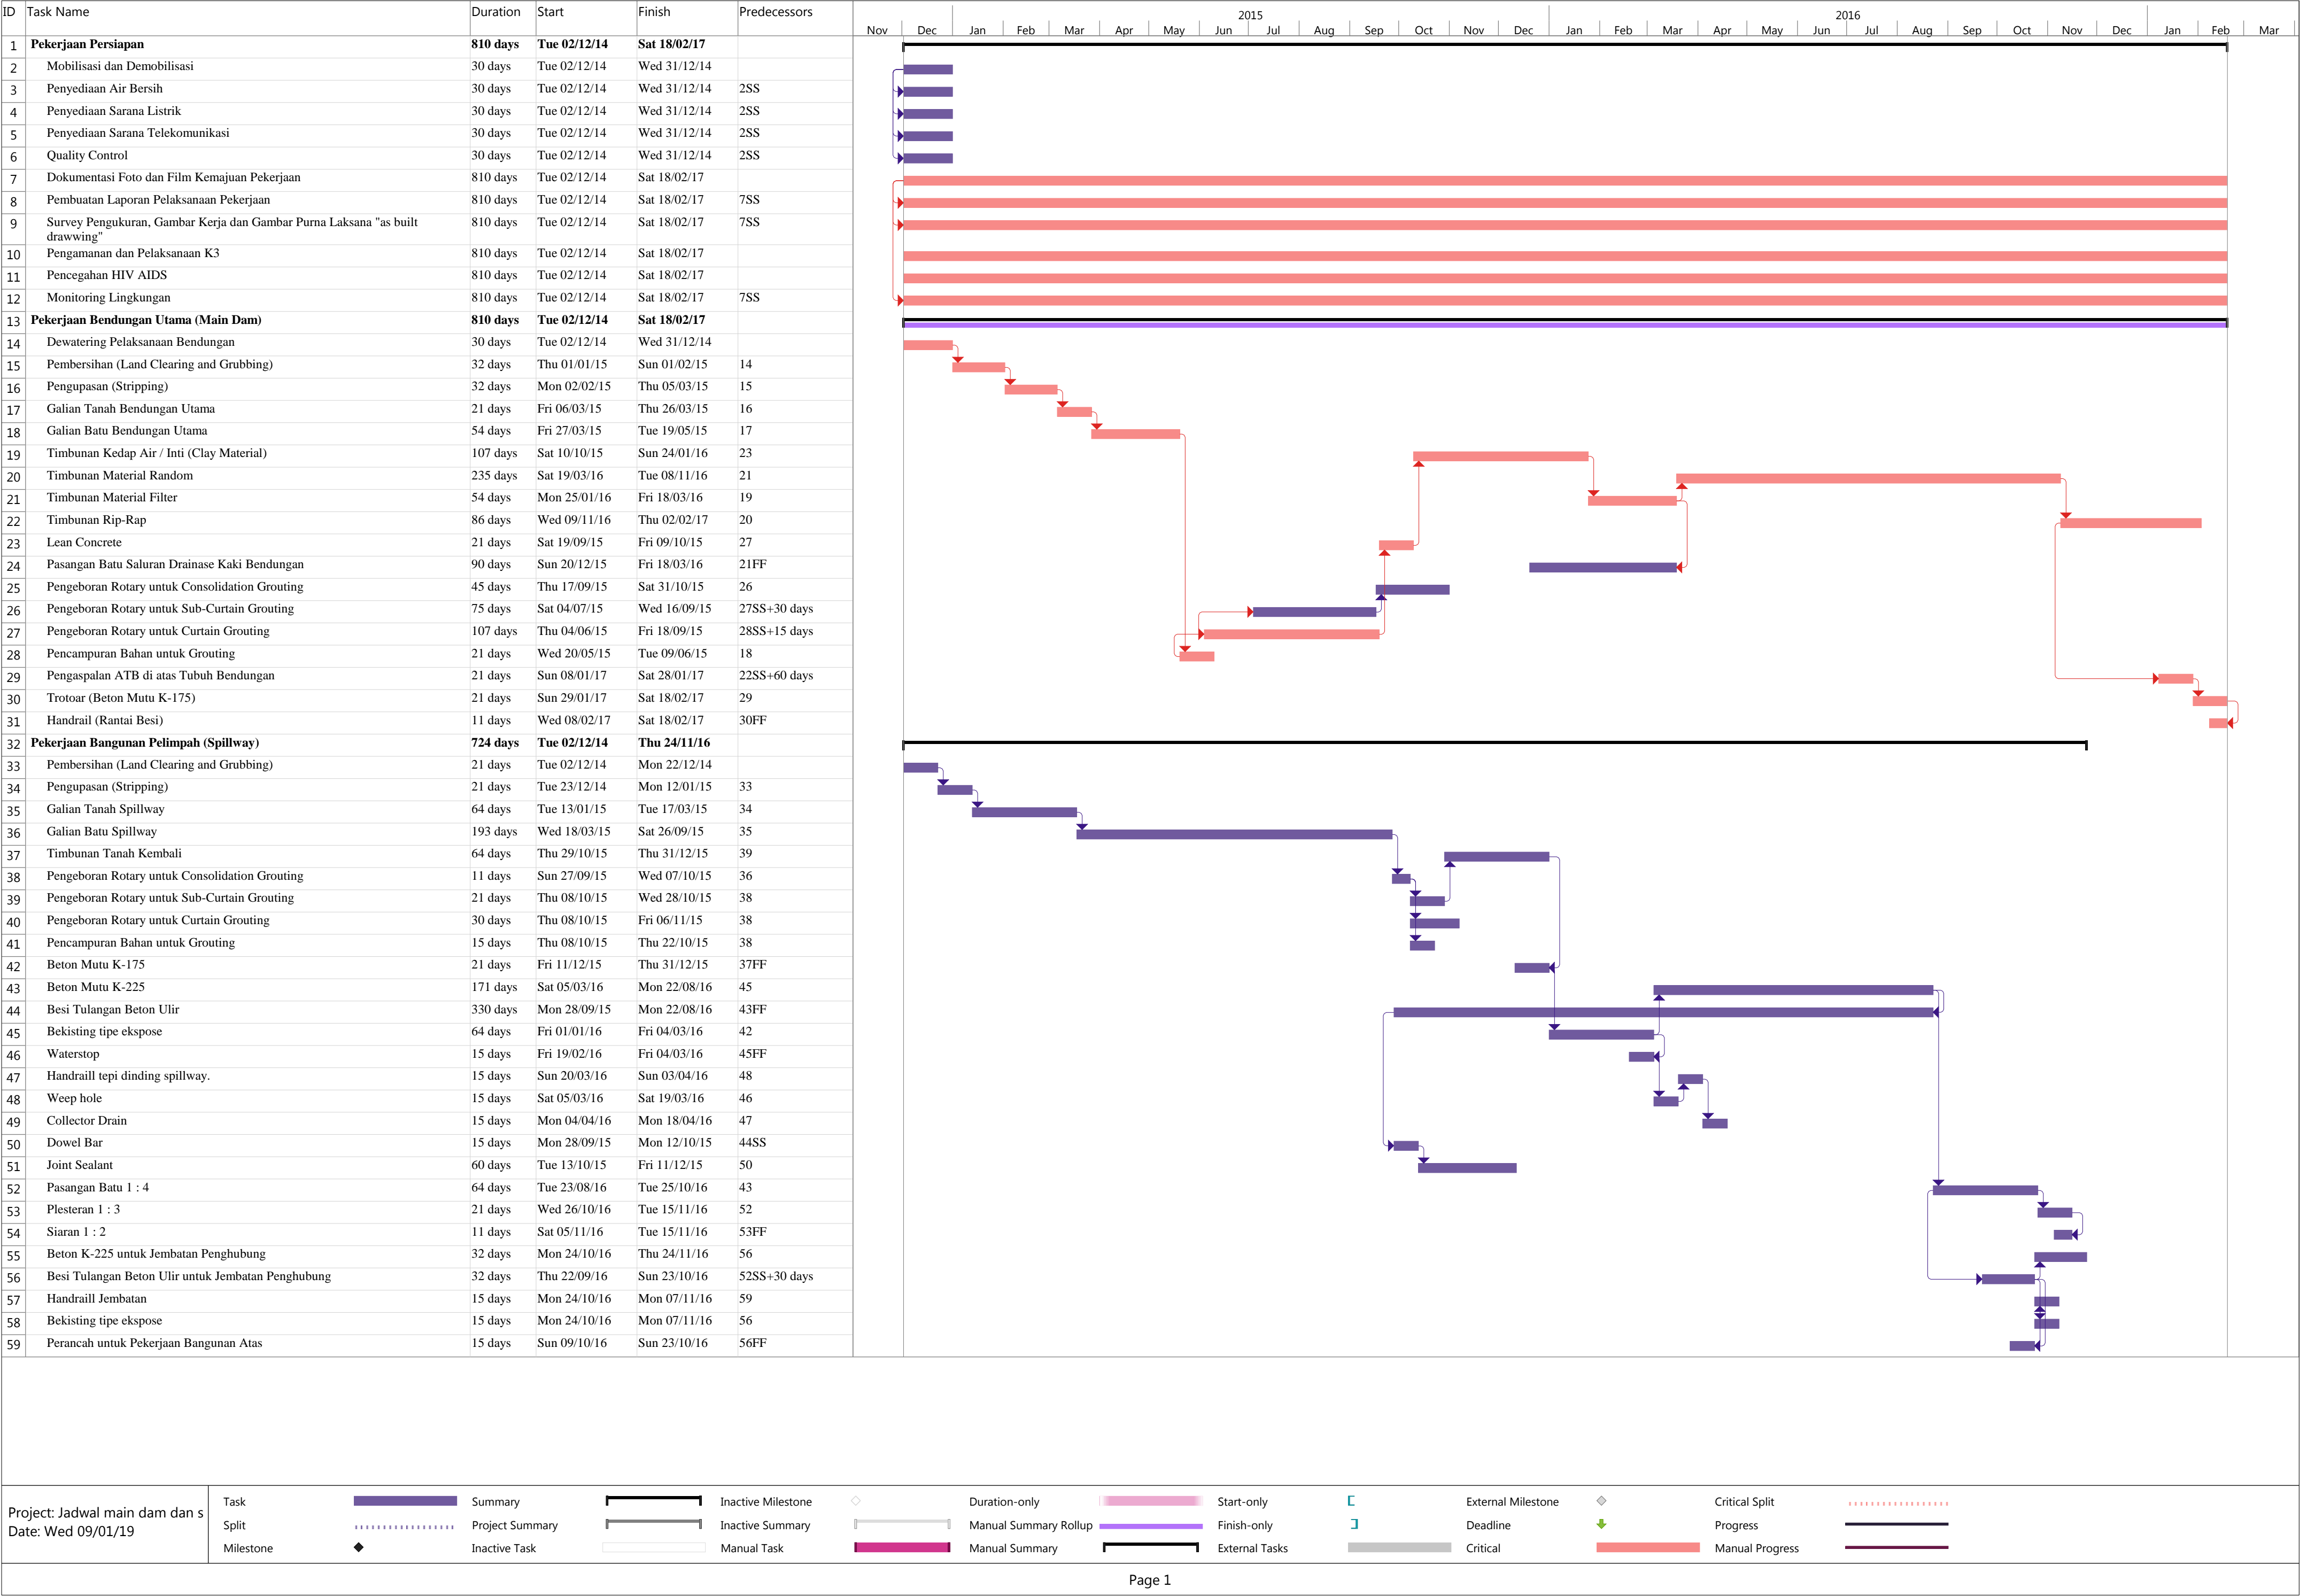 ID Task Name Duration Start Finish Predecessors
2015 2016
Nov Dec Jan Feb Mar Apr May Jun Jul Aug Sep Oct Nov Dec Jan Feb Mar Apr May Jun Jul Aug Sep Oct Nov Dec Jan Feb Mar
1 Pekerjaan Persiapan 810 days Tue 02/12/14 Sat 18/02/17
2 Mobilisasi dan Demobilisasi 30 days Tue 02/12/14 Wed 31/12/14
3 Penyediaan Air Bersih 30 days Tue 02/12/14 Wed 31/12/14 2SS
4 Penyediaan Sarana Listrik 30 days Tue 02/12/14 Wed 31/12/14 2SS
5 Penyediaan Sarana Telekomunikasi 30 days Tue 02/12/14 Wed 31/12/14 2SS
6 Quality Control 30 days Tue 02/12/14 Wed 31/12/14 2SS
7 Dokumentasi Foto dan Film Kemajuan Pekerjaan 810 days Tue 02/12/14 Sat 18/02/17
8 Pembuatan Laporan Pelaksanaan Pekerjaan 810 days Tue 02/12/14 Sat 18/02/17 7SS
9 Survey Pengukuran, Gambar Kerja dan Gambar Purna Laksana "as built 810 days Tue 02/12/14 Sat 18/02/17 7SS
drawwing"
10 Pengamanan dan Pelaksanaan K3 810 days Tue 02/12/14 Sat 18/02/17
11 Pencegahan HIV AIDS 810 days Tue 02/12/14 Sat 18/02/17
12 Monitoring Lingkungan 810 days Tue 02/12/14 Sat 18/02/17 7SS
13 Pekerjaan Bendungan Utama (Main Dam) 810 days Tue 02/12/14 Sat 18/02/17
14 Dewatering Pelaksanaan Bendungan 30 days Tue 02/12/14 Wed 31/12/14
15 Pembersihan (Land Clearing and Grubbing) 32 days Thu 01/01/15 Sun 01/02/15 14
16 Pengupasan (Stripping) 32 days Mon 02/02/15 Thu 05/03/15 15
17 Galian Tanah Bendungan Utama 21 days Fri 06/03/15 Thu 26/03/15 16
18 Galian Batu Bendungan Utama 54 days Fri 27/03/15 Tue 19/05/15 17
19 Timbunan Kedap Air / Inti (Clay Material) 107 days Sat 10/10/15 Sun 24/01/16 23
20 Timbunan Material Random 235 days Sat 19/03/16 Tue 08/11/16 21
21 Timbunan Material Filter 54 days Mon 25/01/16 Fri 18/03/16 19
22 Timbunan Rip-Rap 86 days Wed 09/11/16 Thu 02/02/17 20
23 Lean Concrete 21 days Sat 19/09/15 Fri 09/10/15 27
24 Pasangan Batu Saluran Drainase Kaki Bendungan 90 days Sun 20/12/15 Fri 18/03/16 21FF
25 Pengeboran Rotary untuk Consolidation Grouting 45 days Thu 17/09/15 Sat 31/10/15 26
26 Pengeboran Rotary untuk Sub-Curtain Grouting 75 days Sat 04/07/15 Wed 16/09/15 27SS+30 days
27 Pengeboran Rotary untuk Curtain Grouting 107 days Thu 04/06/15 Fri 18/09/15 28SS+15 days
28 Pencampuran Bahan untuk Grouting 21 days Wed 20/05/15 Tue 09/06/15 18
29 Pengaspalan ATB di atas Tubuh Bendungan 21 days Sun 08/01/17 Sat 28/01/17 22SS+60 days
30 Trotoar (Beton Mutu K-175) 21 days Sun 29/01/17 Sat 18/02/17 29
31 Handrail (Rantai Besi) 11 days Wed 08/02/17 Sat 18/02/17 30FF
32 Pekerjaan Bangunan Pelimpah (Spillway) 724 days Tue 02/12/14 Thu 24/11/16
33 Pembersihan (Land Clearing and Grubbing) 21 days Tue 02/12/14 Mon 22/12/14
34 Pengupasan (Stripping) 21 days Tue 23/12/14 Mon 12/01/15 33
35 Galian Tanah Spillway 64 days Tue 13/01/15 Tue 17/03/15 34
36 Galian Batu Spillway 193 days Wed 18/03/15 Sat 26/09/15 35
37 Timbunan Tanah Kembali 64 days Thu 29/10/15 Thu 31/12/15 39
38 Pengeboran Rotary untuk Consolidation Grouting 11 days Sun 27/09/15 Wed 07/10/15 36
39 Pengeboran Rotary untuk Sub-Curtain Grouting 21 days Thu 08/10/15 Wed 28/10/15 38
40 Pengeboran Rotary untuk Curtain Grouting 30 days Thu 08/10/15 Fri 06/11/15 38
41 Pencampuran Bahan untuk Grouting 15 days Thu 08/10/15 Thu 22/10/15 38
42 Beton Mutu K-175 21 days Fri 11/12/15 Thu 31/12/15 37FF
43 Beton Mutu K-225 171 days Sat 05/03/16 Mon 22/08/16 45
44 Besi Tulangan Beton Ulir 330 days Mon 28/09/15 Mon 22/08/16 43FF
45 Bekisting tipe ekspose 64 days Fri 01/01/16 Fri 04/03/16 42
46 Waterstop 15 days Fri 19/02/16 Fri 04/03/16 45FF
47 Handraill tepi dinding spillway. 15 days Sun 20/03/16 Sun 03/04/16 48
48 Weep hole 15 days Sat 05/03/16 Sat 19/03/16 46
49 Collector Drain 15 days Mon 04/04/16 Mon 18/04/16 47
50 Dowel Bar 15 days Mon 28/09/15 Mon 12/10/15 44SS
51 Joint Sealant 60 days Tue 13/10/15 Fri 11/12/15 50
52 Pasangan Batu 1 : 4 64 days Tue 23/08/16 Tue 25/10/16 43
53 Plesteran 1 : 3 21 days Wed 26/10/16 Tue 15/11/16 52
54 Siaran 1 : 2 11 days Sat 05/11/16 Tue 15/11/16 53FF
55 Beton K-225 untuk Jembatan Penghubung 32 days Mon 24/10/16 Thu 24/11/16 56
56 Besi Tulangan Beton Ulir untuk Jembatan Penghubung 32 days Thu 22/09/16 Sun 23/10/16 52SS+30 days
57 Handraill Jembatan 15 days Mon 24/10/16 Mon 07/11/16 59
58 Bekisting tipe ekspose 15 days Mon 24/10/16 Mon 07/11/16 56
59 Perancah untuk Pekerjaan Bangunan Atas 15 days Sun 09/10/16 Sun 23/10/16 56FF
Project: Jadwal main dam dan s
Date: Wed 09/01/19
Task Summary Inactive Milestone Duration-only Start-only External Milestone Critical Split
Split Project Summary Inactive Summary Manual Summary Rollup Finish-only Deadline Progress
Milestone Inactive Task Manual Task Manual Summary External Tasks Critical Manual Progress
Page 1